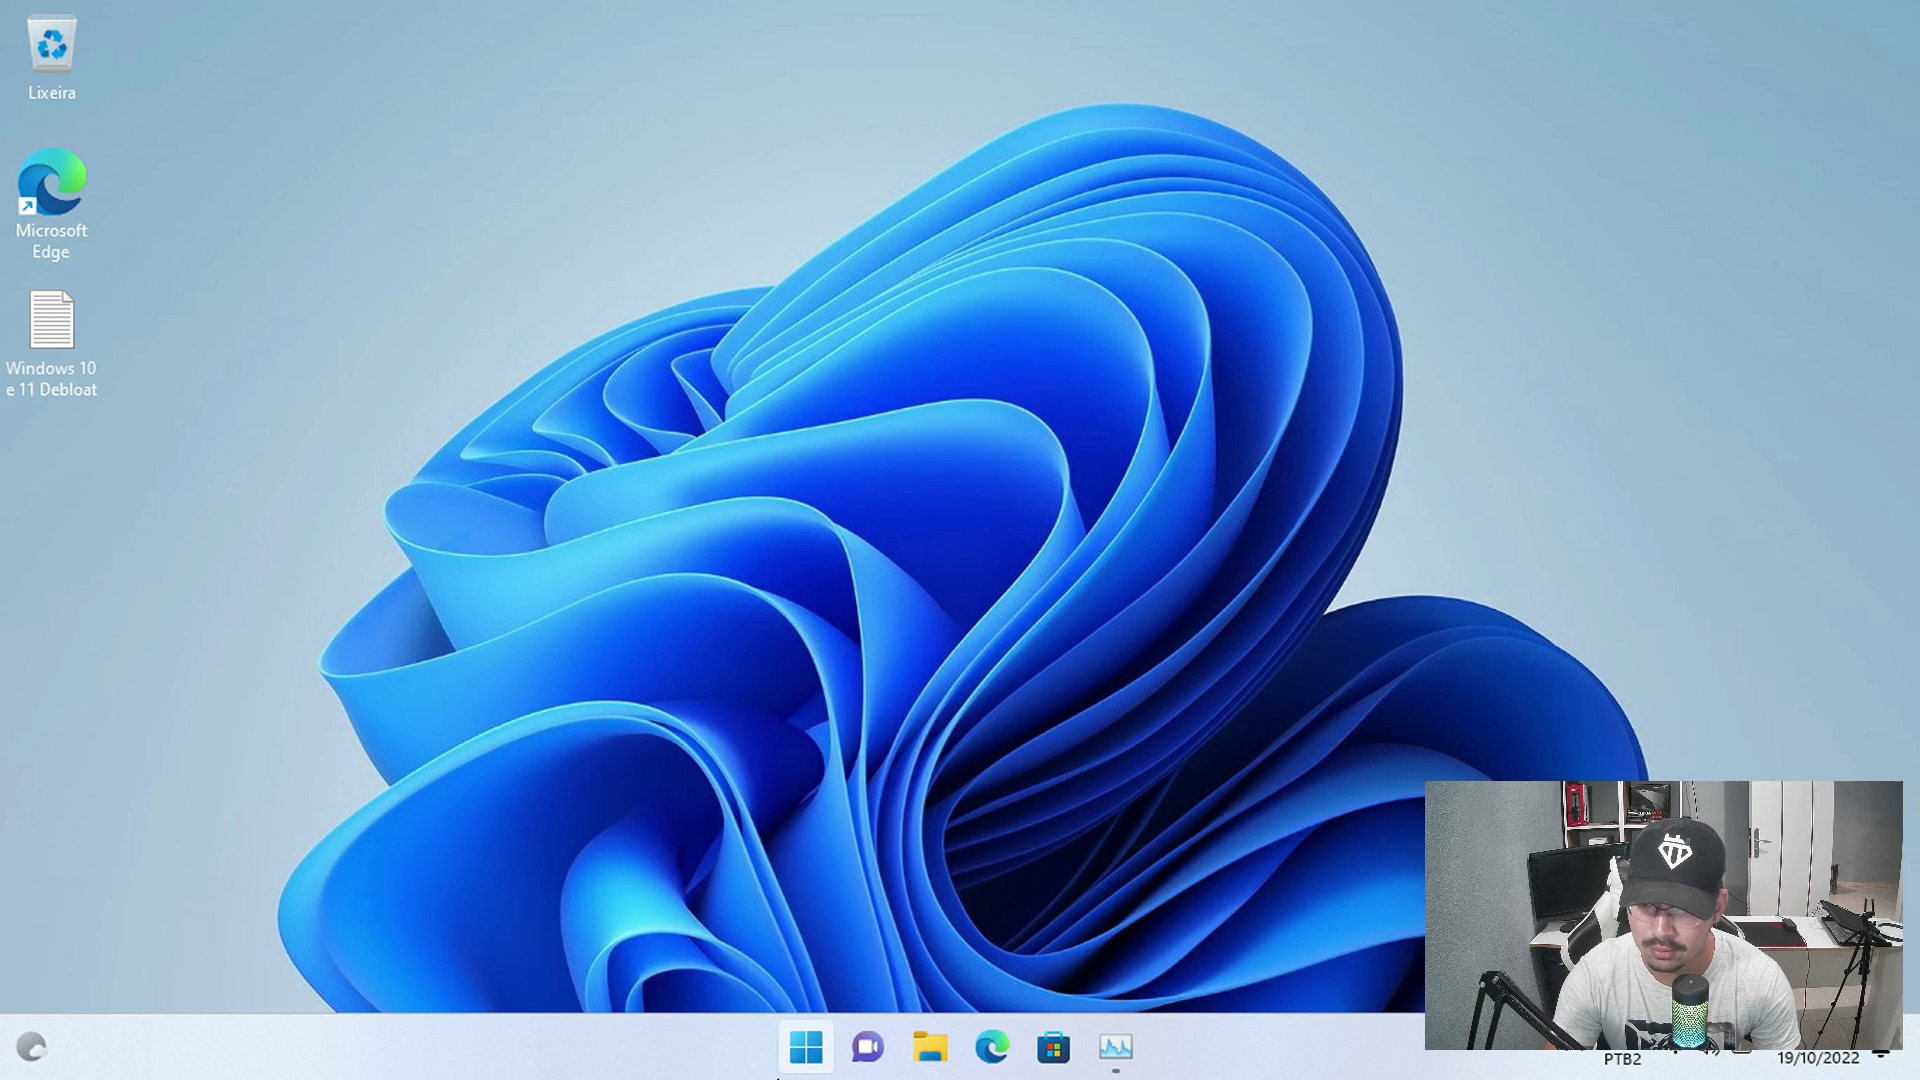 Lixeira
Microsoft
Edge
Windows 10
e 11 Debloat
PTB2
19/10/2022